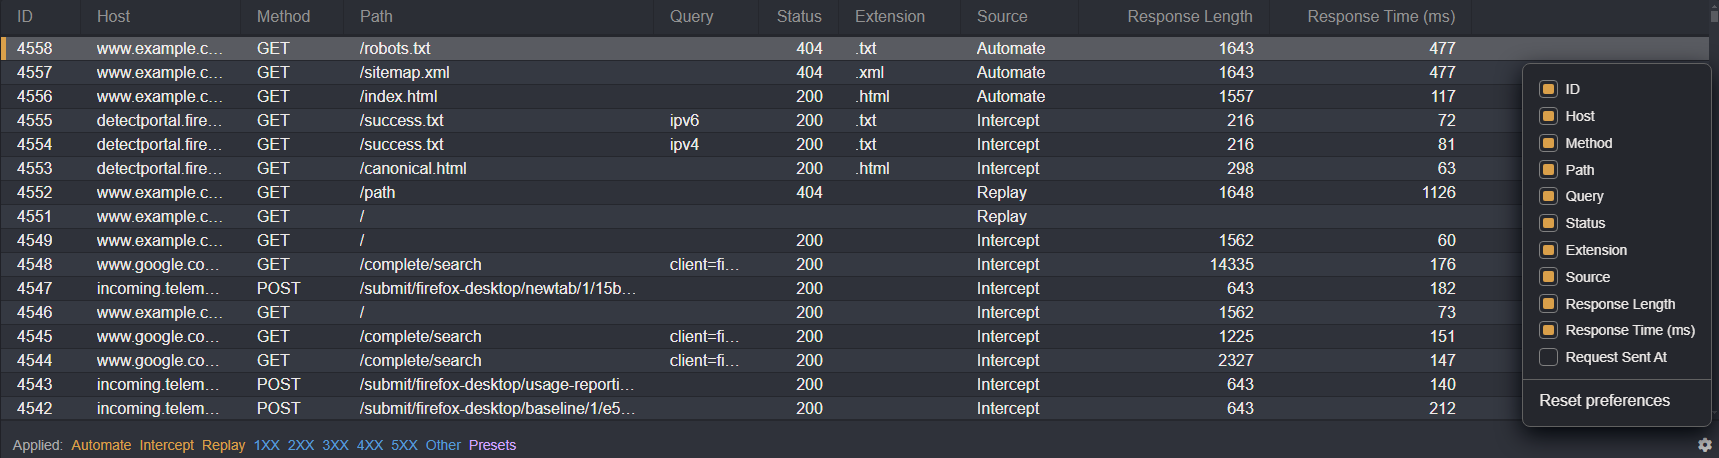 ID Host Method Path Query Status Extension Source Response Length Response Time (ms)
4558 www.example.c... GET /robots.txt 404 .txt Automate 1643 477
4557 www.example.c... GET /sitemap.xml 404 .xml Automate 1643 477
4556 www.example.c... GET /index.html 200 .html Automate 1557 117
4555 detectportal.fire... GET /success.txt ipv6 200 .txt Intercept 216 72
4554 detectportal.fire... GET /success.txt ipv4 200 .txt Intercept 216 81
4553 detectportal.fire... GET /canonical.html 200 .html Intercept 298 63
4552 www.example.c... GET /path 404 Replay 1648 1126
4551 www.example.c... GET / Replay
4549 www.example.c... GET / 200 Intercept 1562 60
4548 www.google.co... GET /complete/search client=fi... 200 Intercept 14335 176
4547 incoming.telem... POST /submit/firefox-desktop/newtab/1/15b... 200 Intercept 643 182
4546 www.example.c... GET / 200 Intercept 1562 73
4545 www.google.co... GET /complete/search client=fi... 200 Intercept 1225 151
4544 www.google.co... GET /complete/search client=fi... 200 Intercept 2327 147
4543 incoming.telem... POST /submit/firefox-desktop/usage-reporti... 200 Intercept 643 140
4542 incoming.telem... POST /submit/firefox-desktop/baseline/1/e5... 200 Intercept 643 212
ID
Host
Method
Path
Query
Status
Extension
Source
Response Length
Response Time (ms)
Request Sent At
Reset preferences
Applied: Automate Intercept Replay 1XX 2XX 3XX 4XX 5XX Other Presets